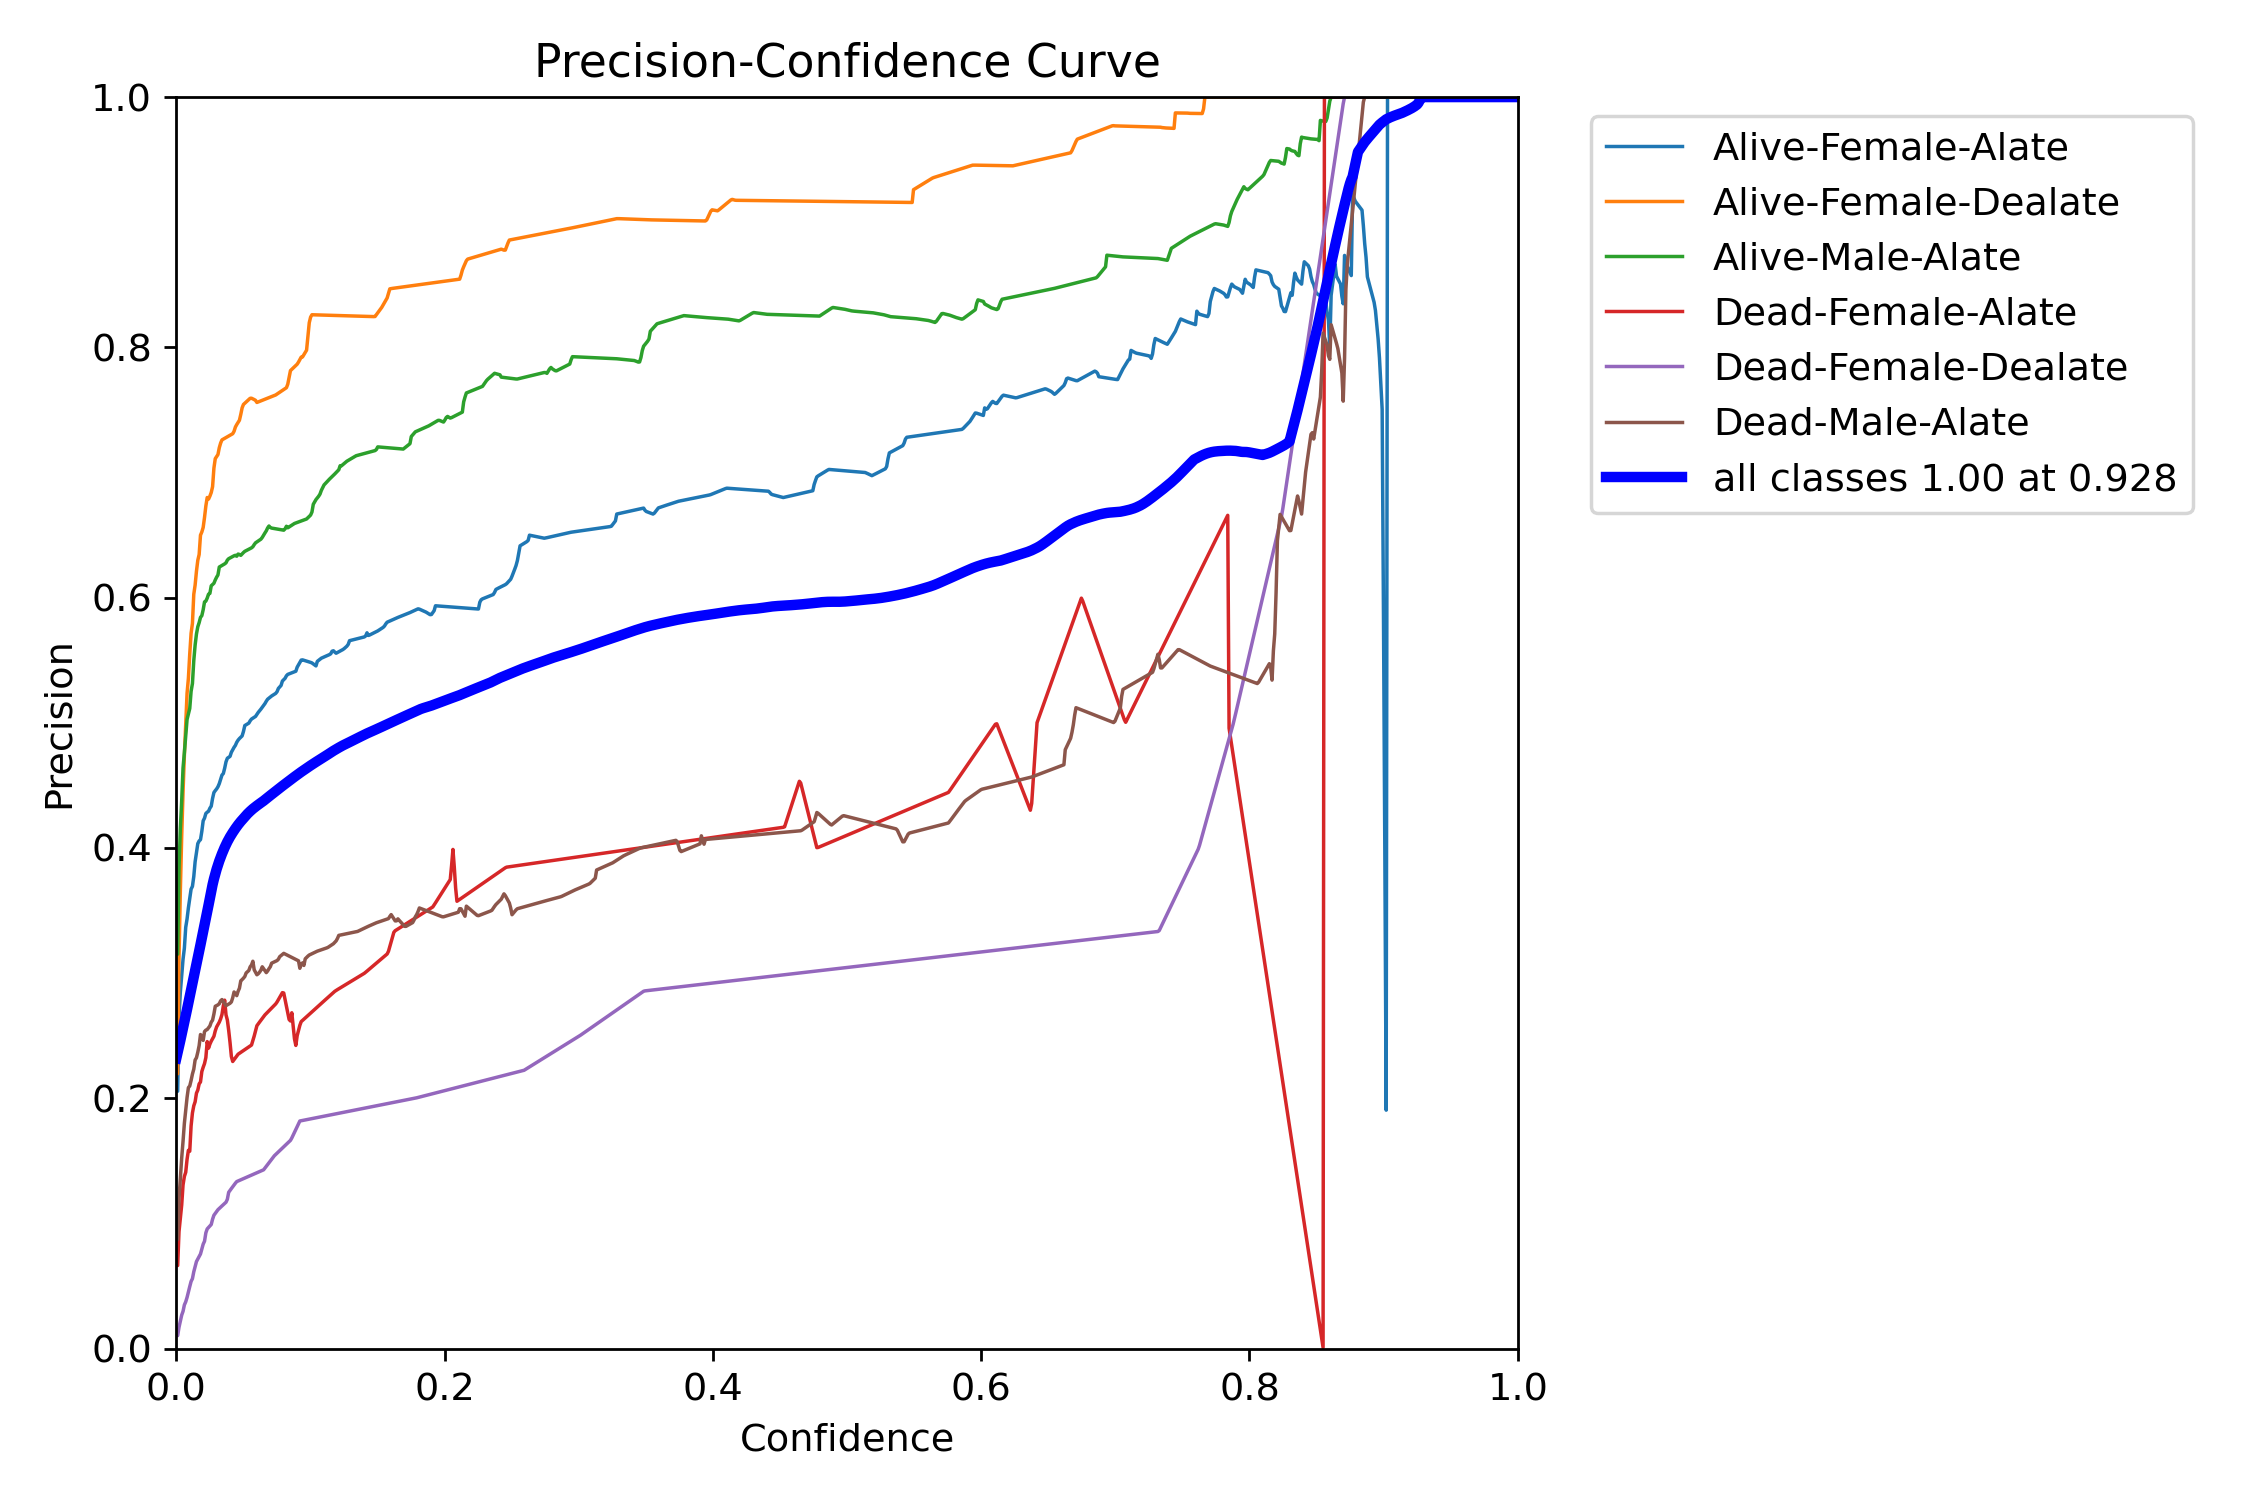 Precision-Confidence Curve
1.0
0.8
0.6
0.4
0.2
0.0
Precision
0.0 0.2 0.4 0.6 0.8 1.0
Confidence
Alive-Female-Alate
Alive-Female-Dealate
Alive-Male-Alate
Dead-Female-Alate
Dead-Female-Dealate
Dead-Male-Alate
all classes 1.00 at 0.928